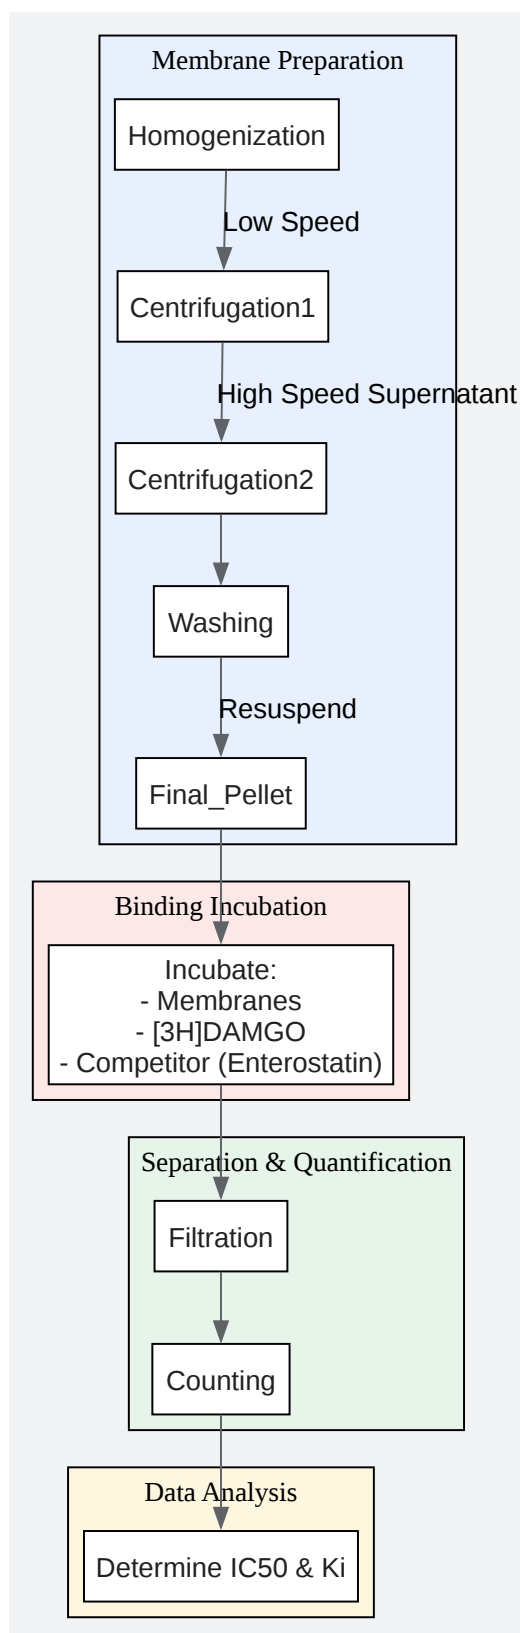 Membrane Preparation
Homogenization
Low Speed
Centrifugation1
High Speed Supernatant
Centrifugation2
Washing
Resuspend
Final_Pellet
Binding Incubation
Incubate:
- Membranes
- [3H]DAMGO
- Competitor (Enterostatin)
Separation & Quantification
Filtration
Counting
Data Analysis
Determine IC50 & Ki